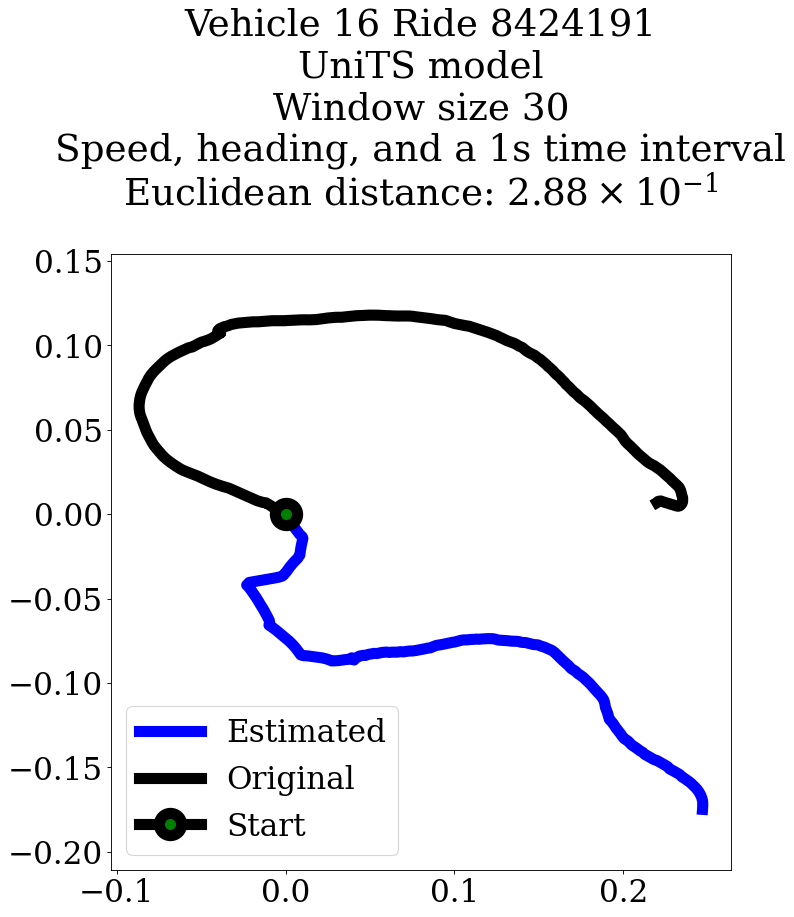 Vehicle 16 Ride 8424191
UniTS model
Window size 30
Speed, heading, and a 1s time interval
Euclidean distance: 2.88 × 10⁻¹
0.15
0.10
0.05
0.00
−0.05
−0.10
−0.15
−0.20
Estimated
Original
Start
−0.1
0.0
0.1
0.2